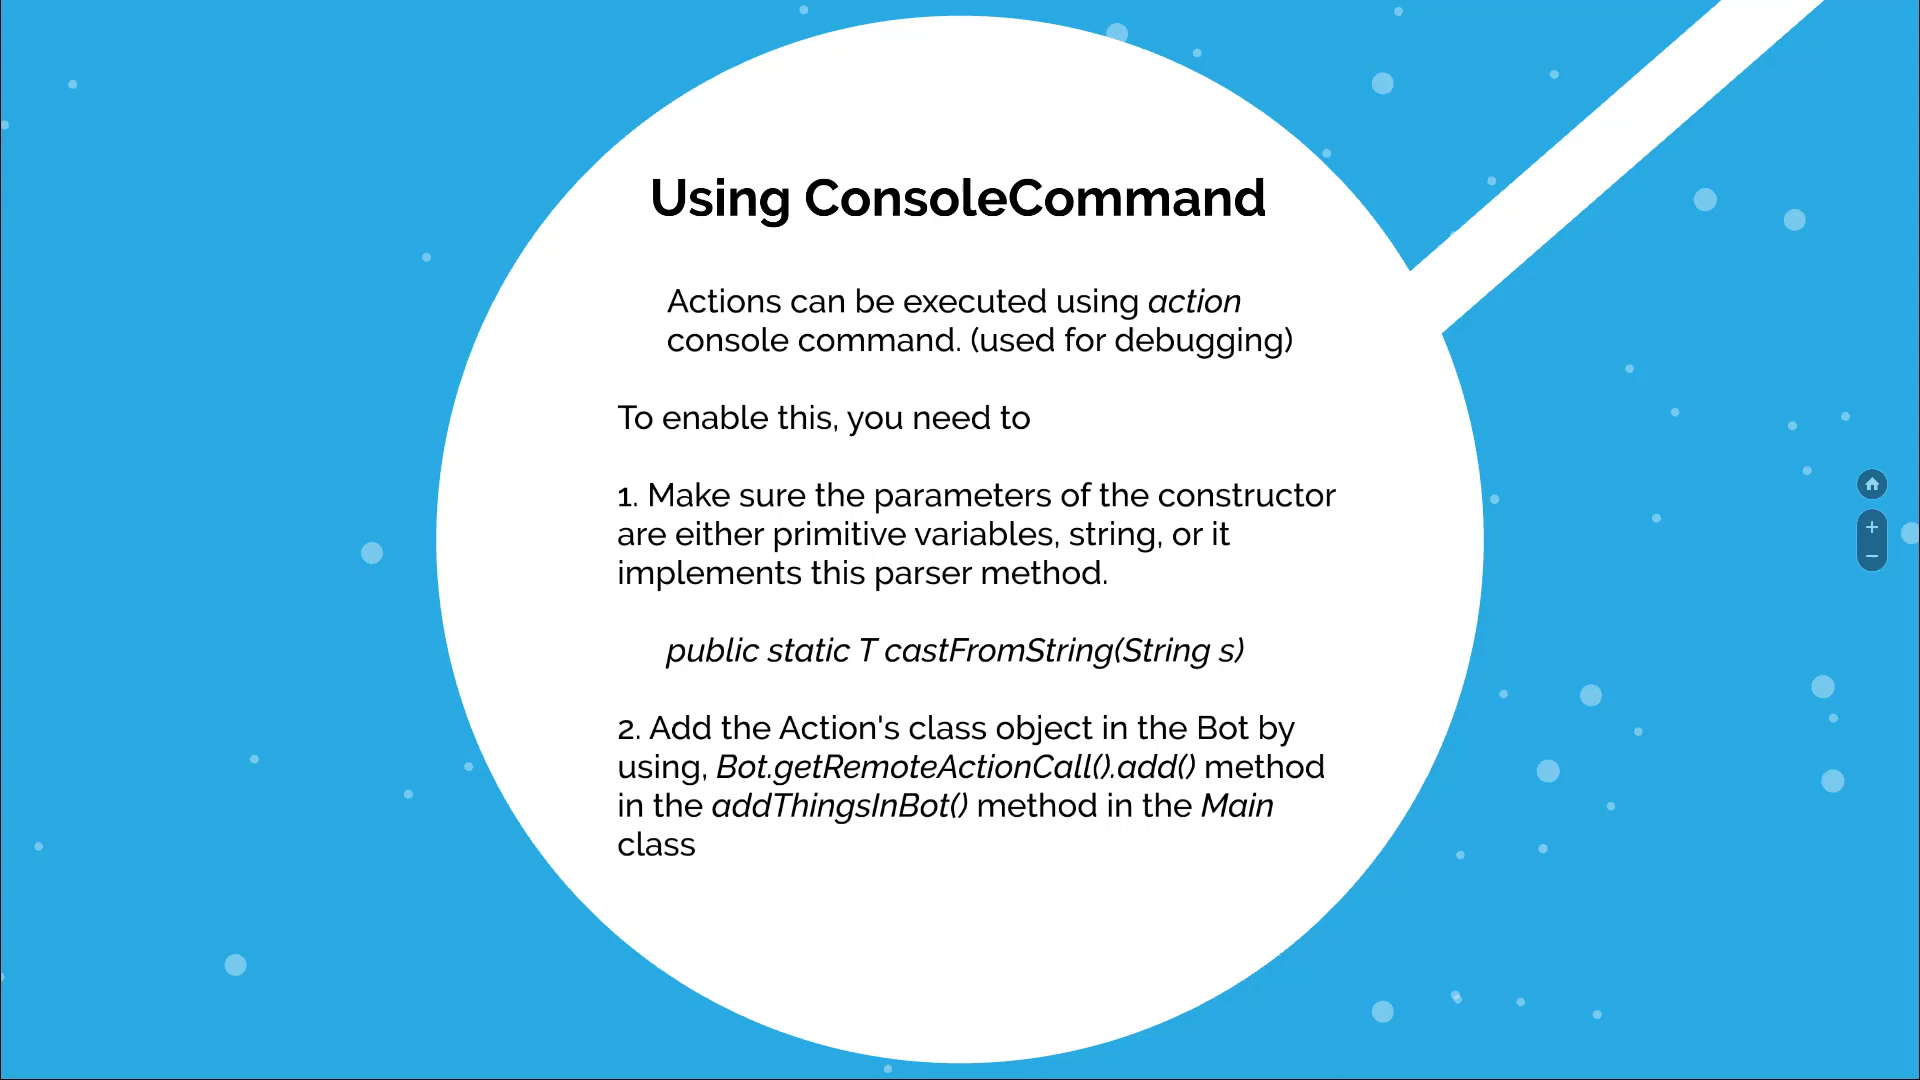 Using ConsoleCommand
Actions can be executed using action
console command. (used for debugging)
To enable this, you need to
1. Make sure the parameters of the constructor
are either primitive variables, string, or it
implements this parser method.
public static T castFromString(String s)
2. Add the Action's class object in the Bot by
using, Bot.getRemoteActionCall().add() method
in the addThingsInBot() method in the Main
class